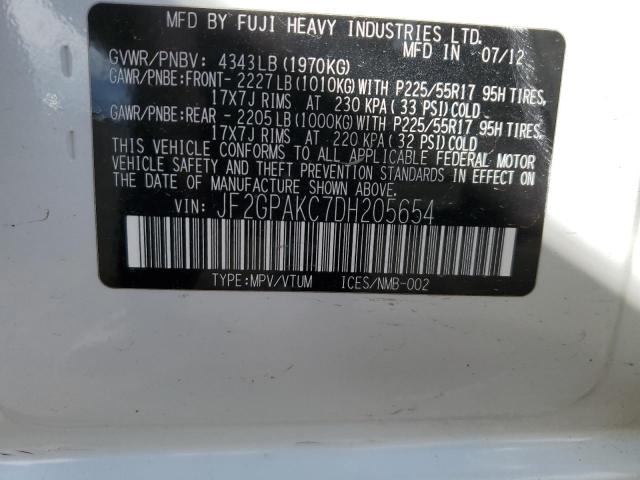 MFD BY FUJI HEAVY INDUSTRIES LTD.
MFD IN 07/12
GVWR/PNBV: 4343LB (1970KG)
GAWR/PNBE:FRONT- 2227LB(1010KG)WITH P225/55R17 95H TIRES,
17X7J RIMS AT 230 KPA (33 PSI)COLD
GAWR/PNBE:REAR - 2205LB(1000KG)WITH P225/55R17 95H TIRES,
17X7J RIMS AT 220 KPA (32 PSI)COLD
THIS VEHICLE CONFORMS TO ALL APPLICABLE FEDERAL MOTOR
VEHICLE SAFETY AND THEFT PREVENTION STANDARDS IN EFFECT ON
THE DATE OF MANUFACTURE SHOWN ABOVE.
VIN: JF2GPAKC7DH205654
TYPE:MPV/VTUM ICES/NMB-002